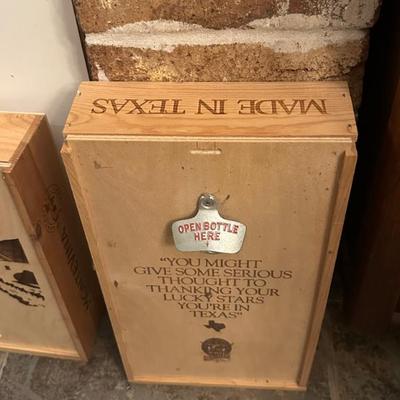 MADE IN TEXAS
OPEN BOTTLE
HERE
"YOU MIGHT
GIVE SOME SERIOUS
THOUGHT TO
THANKING YOUR
LUCKY STARS
YOU'RE IN
TEXAS"